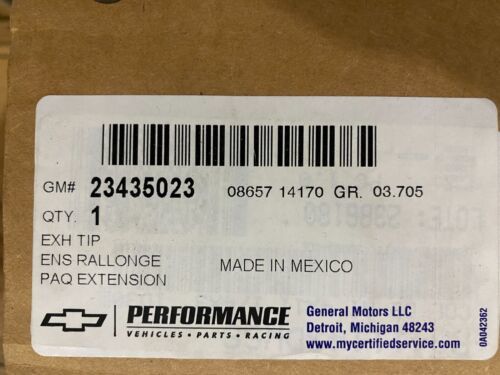 GM# 23435023 08657 14170 GR. 03.705
QTY. 1
EXH TIP
ENS RALLONGE MADE IN MEXICO
PAQ EXTENSION
PERFORMANCE
VEHICLES • PARTS • RACING
General Motors LLC
Detroit, Michigan 48243
www.mycertifiedservice.com
0A042362